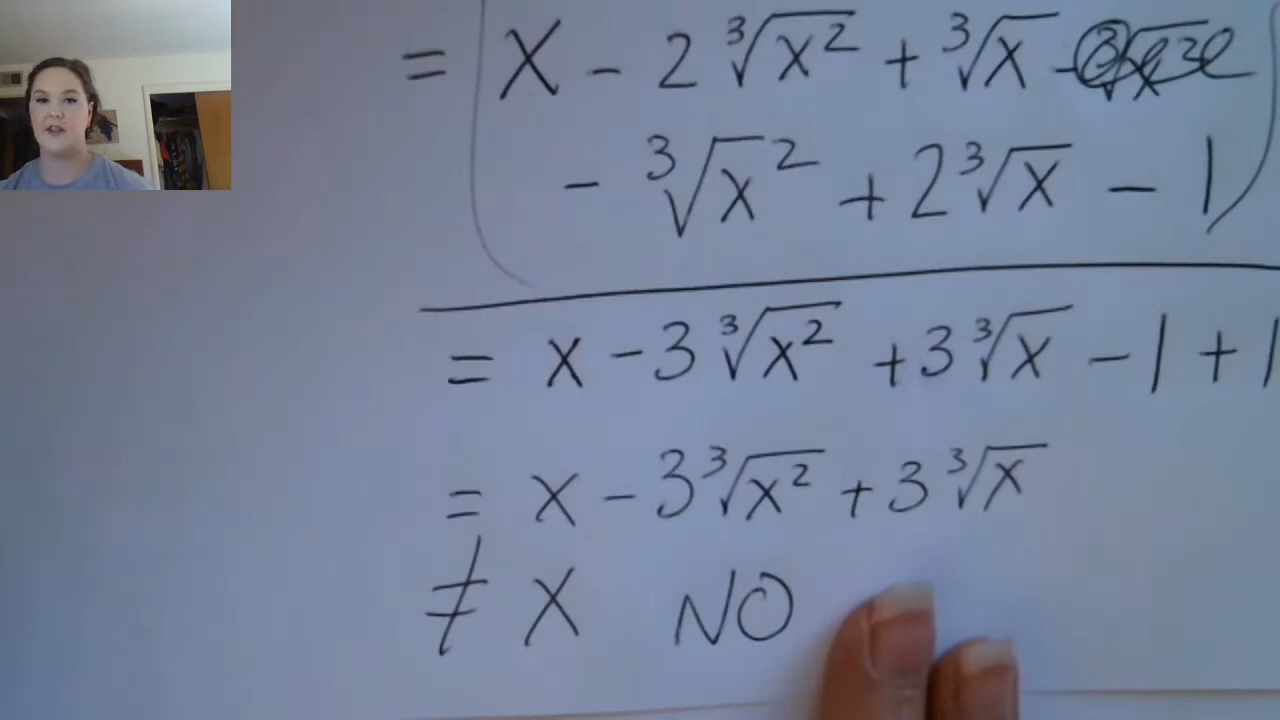 = (x - 2∛x² + ∛x -
- ∛x² + 2∛x - 1)
= x - 3∛x² + 3∛x - 1 + 1
= x - 3∛x² + 3∛x
≠ x NO